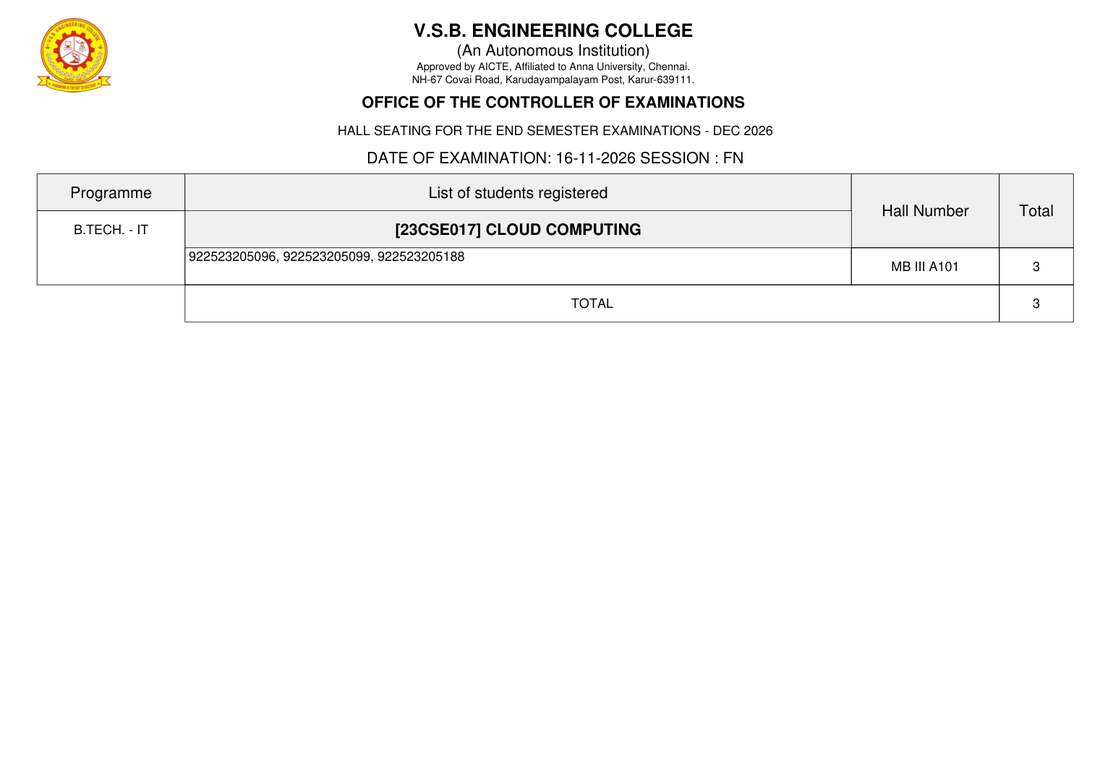 V.S.B. ENGINEERING COLLEGE
(An Autonomous Institution)
Approved by AICTE, Affiliated to Anna University, Chennai.
NH-67 Covai Road, Karudayampalayam Post, Karur-639111.
OFFICE OF THE CONTROLLER OF EXAMINATIONS
HALL SEATING FOR THE END SEMESTER EXAMINATIONS - DEC 2026
DATE OF EXAMINATION: 16-11-2026 SESSION : FN
Programme List of students registered Hall Number Total
B.TECH. - IT [23CSE017] CLOUD COMPUTING
922523205096, 922523205099, 922523205188 MB III A101 3
TOTAL 3